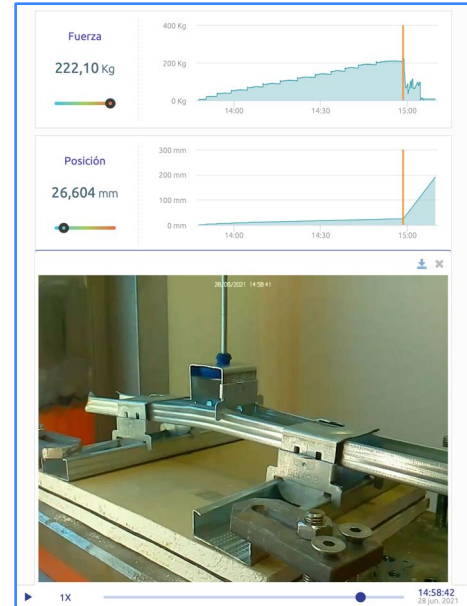 Fuerza
222,10 Kg
400 Kg
200 Kg
0 Kg
14:00
14:30
15:00
Posición
26,604 mm
300 mm
200 mm
100 mm
0 mm
14:00
14:30
15:00
28/06/2021 14:58:41
1X
14:58:42
28 jun. 2021